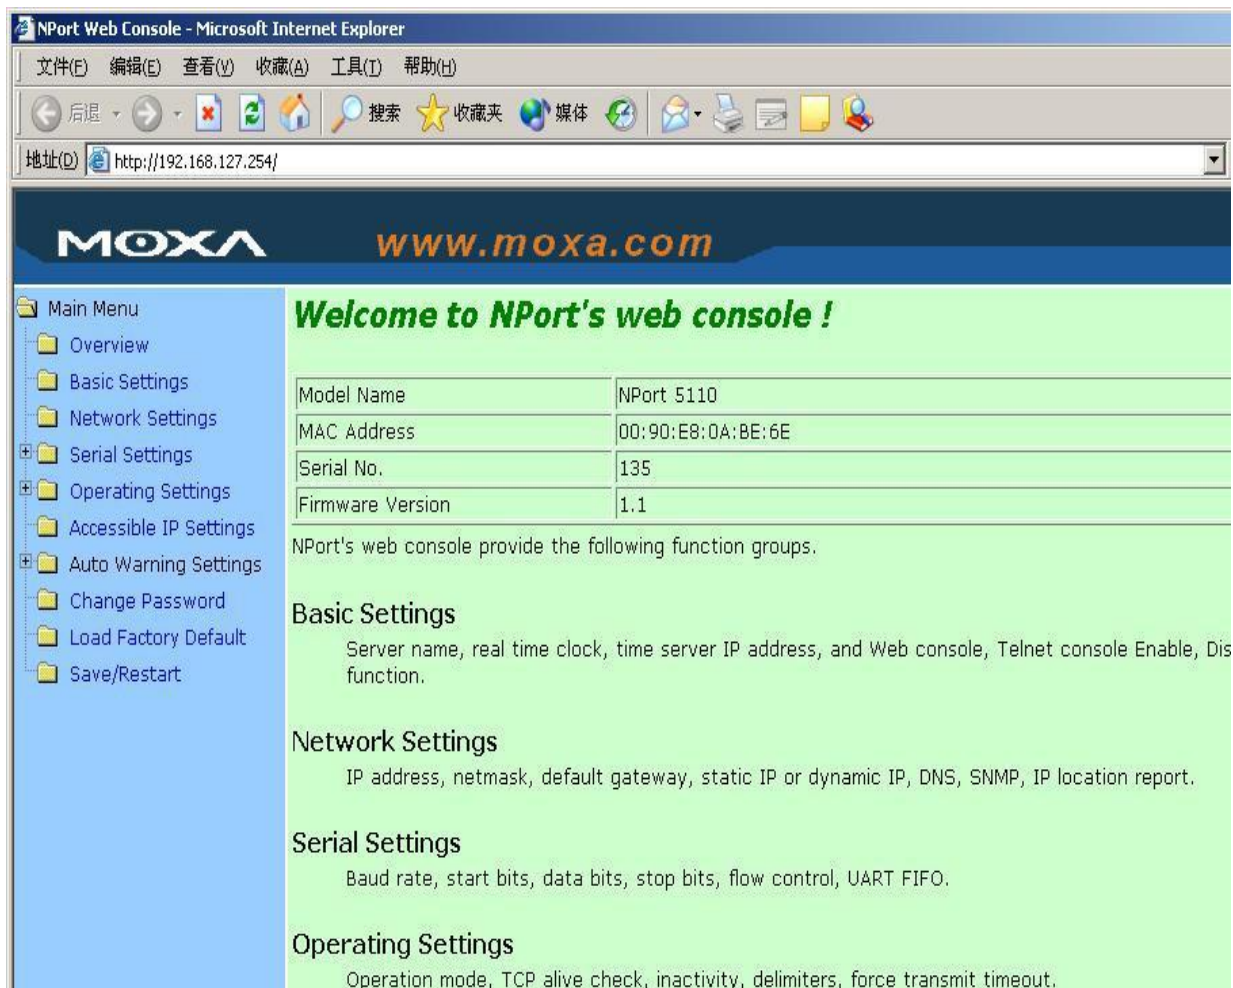 NPort Web Console - Microsoft Internet Explorer
文件(F) 编辑(E) 查看(V) 收藏(A) 工具(T) 帮助(H)
后退 搜索 收藏夹 媒体
地址(D) http://192.168.127.254/
MOXA www.moxa.com
Main Menu
Overview
Basic Settings
Network Settings
Serial Settings
Operating Settings
Accessible IP Settings
Auto Warning Settings
Change Password
Load Factory Default
Save/Restart
Welcome to NPort's web console !
Model Name NPort 5110
MAC Address 00:90:E8:0A:BE:6E
Serial No. 135
Firmware Version 1.1
NPort's web console provide the following function groups.
Basic Settings
Server name, real time clock, time server IP address, and Web console, Telnet console Enable, Dis
function.
Network Settings
IP address, netmask, default gateway, static IP or dynamic IP, DNS, SNMP, IP location report.
Serial Settings
Baud rate, start bits, data bits, stop bits, flow control, UART FIFO.
Operating Settings
Operation mode, TCP alive check, inactivity, delimiters, force transmit timeout.